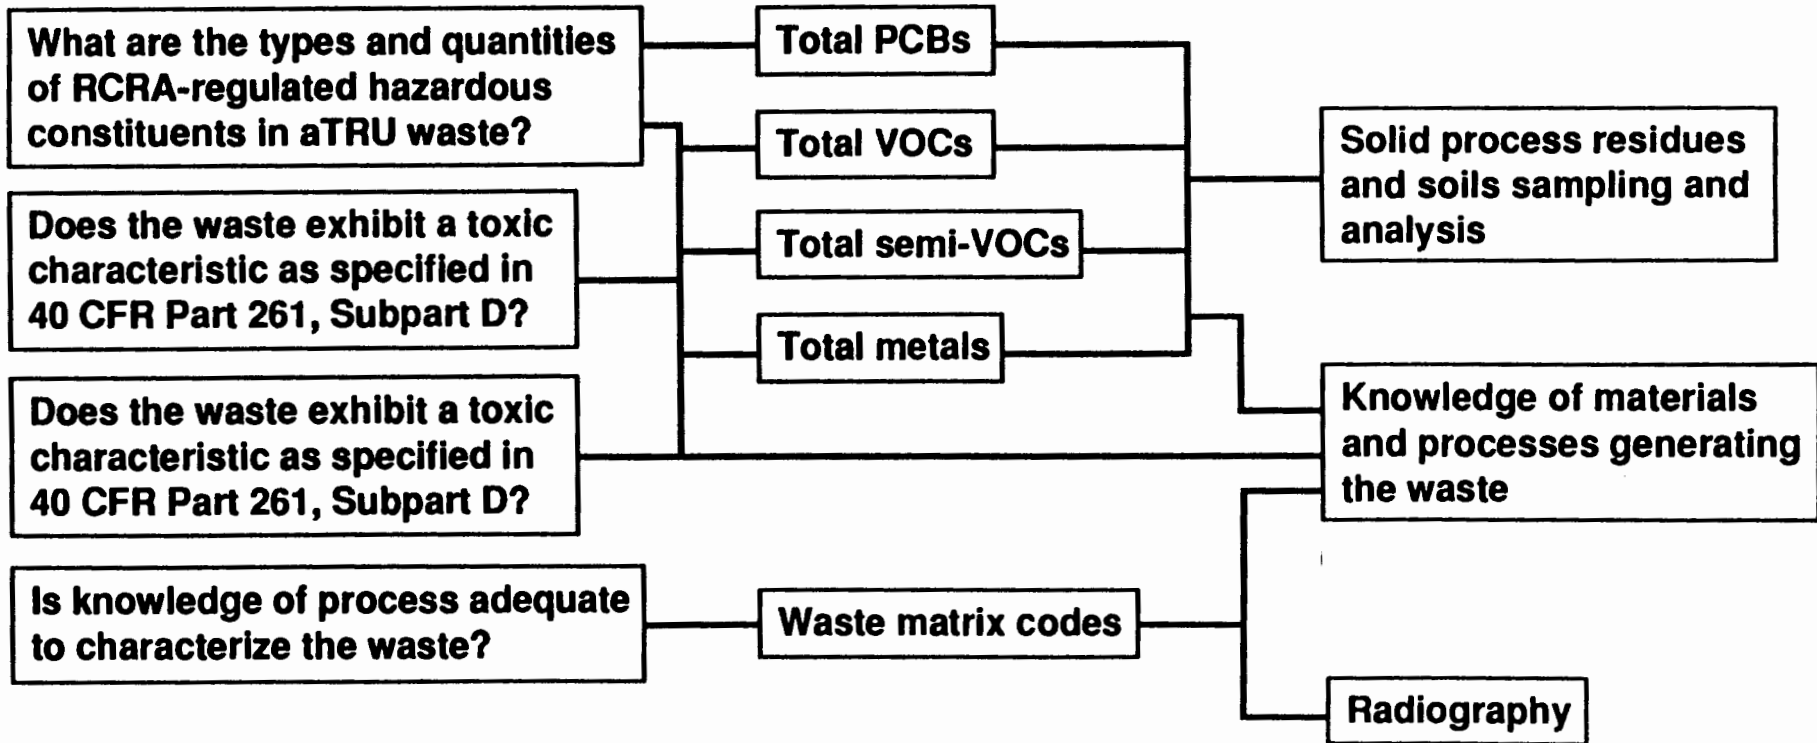 What are the types and quantities
of RCRA-regulated hazardous
constituents in aTRU waste?
Does the waste exhibit a toxic
characteristic as specified in
40 CFR Part 261, Subpart D?
Does the waste exhibit a toxic
characteristic as specified in
40 CFR Part 261, Subpart D?
Is knowledge of process adequate
to characterize the waste?
Total PCBs
Total VOCs
Total semi-VOCs
Total metals
Waste matrix codes
Solid process residues
and soils sampling and
analysis
Knowledge of materials
and processes generating
the waste
Radiography